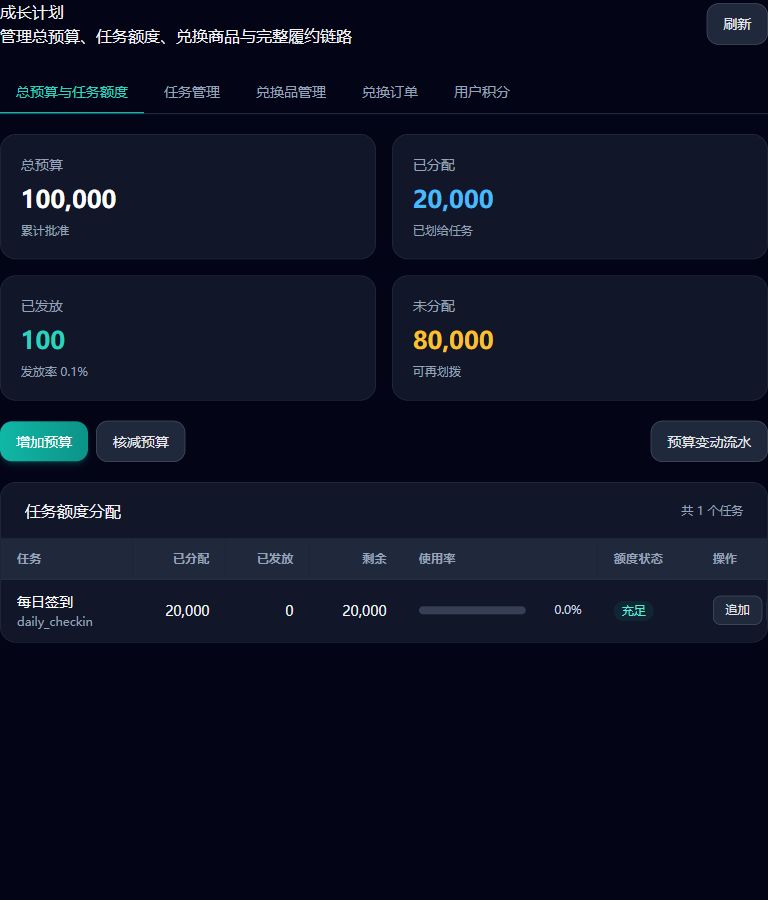 成长计划
管理总预算、任务额度、兑换商品与完整履约链路
刷新
总预算与任务额度 任务管理 兑换品管理 兑换订单 用户积分
总预算
100,000
累计批准
已分配
20,000
已划给任务
已发放
100
发放率 0.1%
未分配
80,000
可再划拨
增加预算 核减预算 预算变动流水
任务额度分配 共 1 个任务
任务 已分配 已发放 剩余 使用率 额度状态 操作
每日签到
daily_checkin
20,000 0 20,000 0.0% 充足 追加